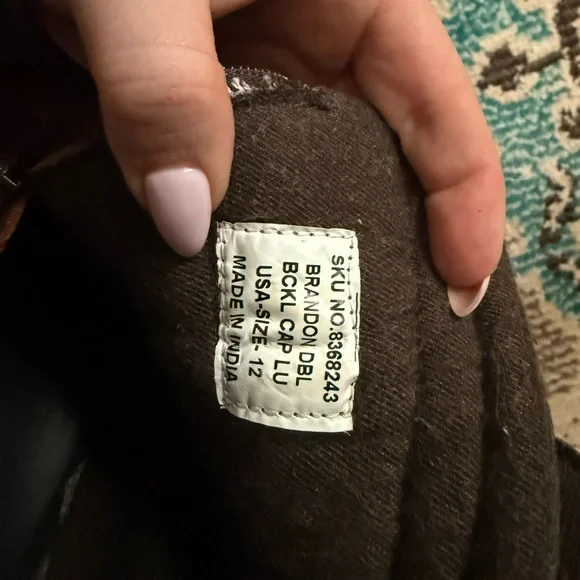 SKU NO.8368243
BRANDON DBL
BCKL CAP LU
USA-SIZE- 12
MADE IN INDIA